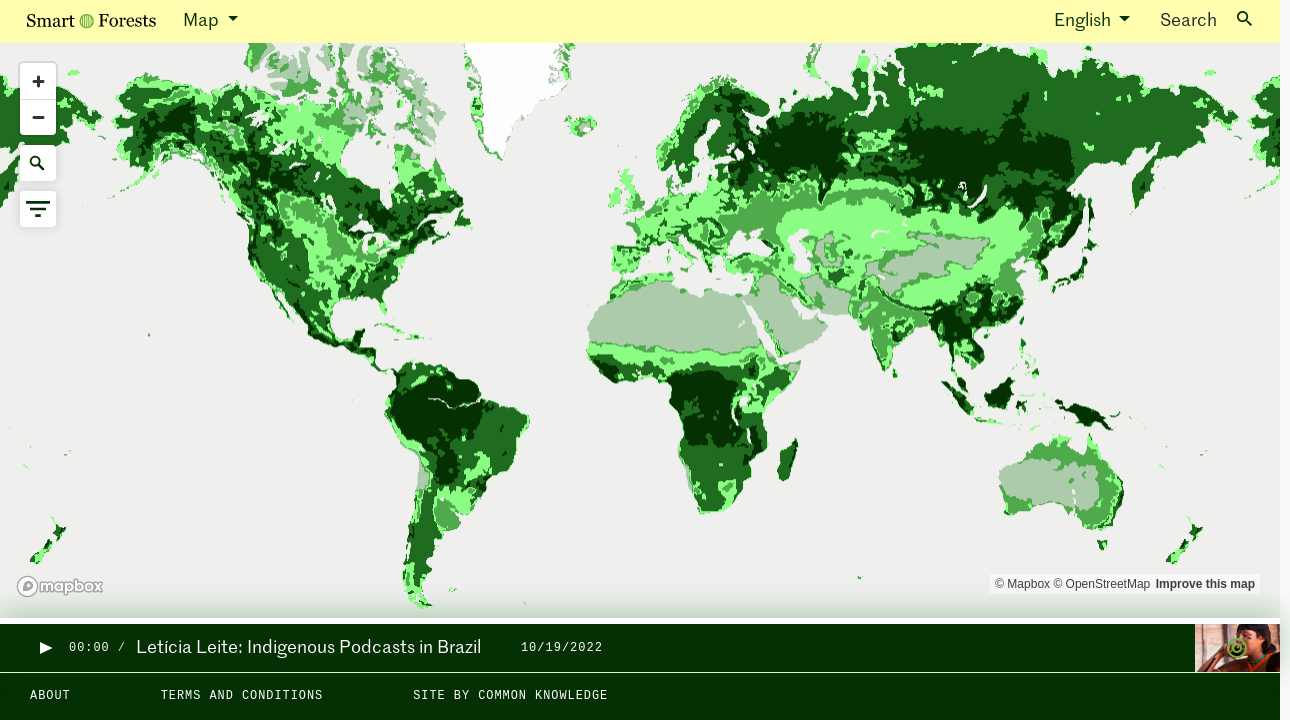 Smart Forests
Map
English
Search
mapbox
© Mapbox © OpenStreetMap Improve this map
00:00 / Letícia Leite: Indigenous Podcasts in Brazil 10/19/2022
ABOUT
TERMS AND CONDITIONS
SITE BY COMMON KNOWLEDGE